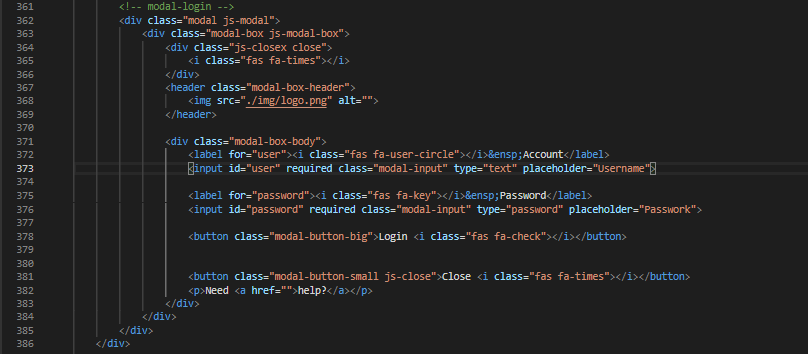 361 <!-- modal-login -->
362 <div class="modal js-modal">
363 <div class="modal-box js-modal-box">
364 <div class="js-closex close">
365 <i class="fas fa-times"></i>
366 </div>
367 <header class="modal-box-header">
368 <img src="./img/logo.png" alt="">
369 </header>
370
371 <div class="modal-box-body">
372 <label for="user"><i class="fas fa-user-circle"></i>&ensp;Account</label>
373 <input id="user" required class="modal-input" type="text" placeholder="Username">
374
375 <label for="password"><i class="fas fa-key"></i>&ensp;Password</label>
376 <input id="password" required class="modal-input" type="password" placeholder="Passwork">
377
378 <button class="modal-button-big">Login <i class="fas fa-check"></i></button>
379
380
381 <button class="modal-button-small js-close">Close <i class="fas fa-times"></i></button>
382 <p>Need <a href="">help?</a></p>
383 </div>
384 </div>
385 </div>
386 </div>